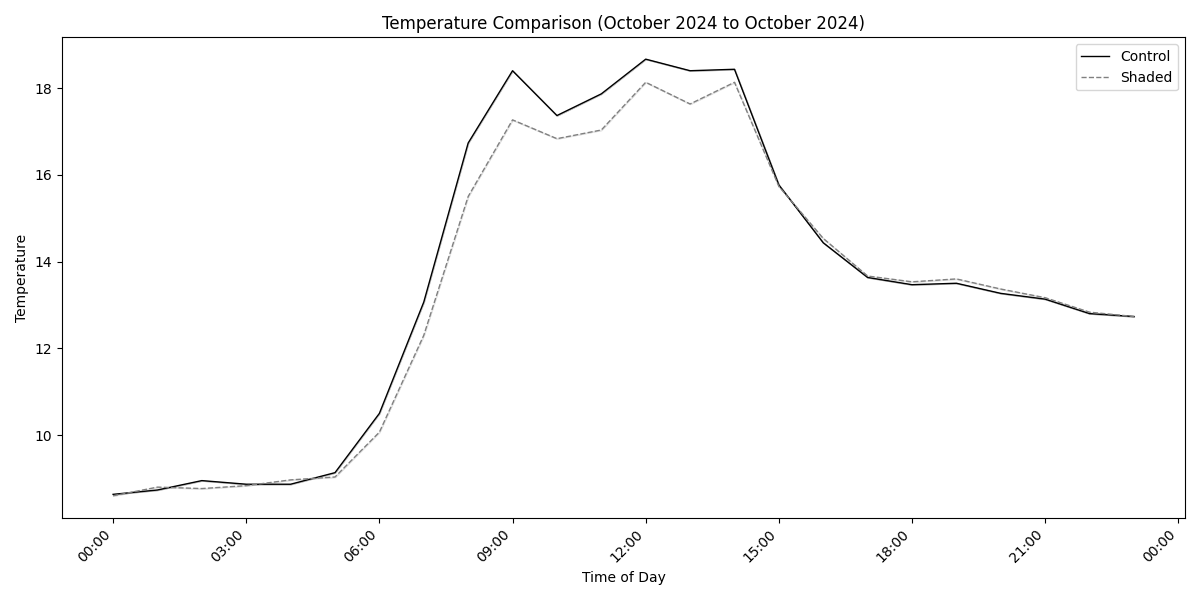 Temperature Comparison (October 2024 to October 2024)
Control
Shaded
Temperature
18
16
14
12
10
00:00
03:00
06:00
09:00
12:00
15:00
18:00
21:00
00:00
Time of Day